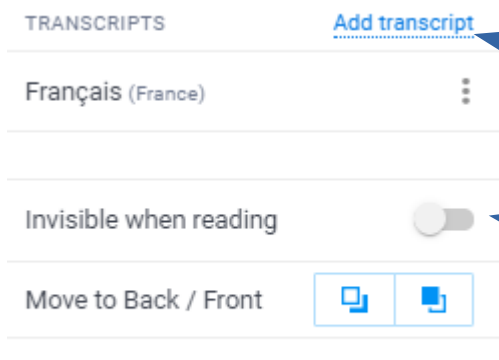 TRANSCRIPTS Add transcript
Français (France)
Invisible when reading
Move to Back / Front